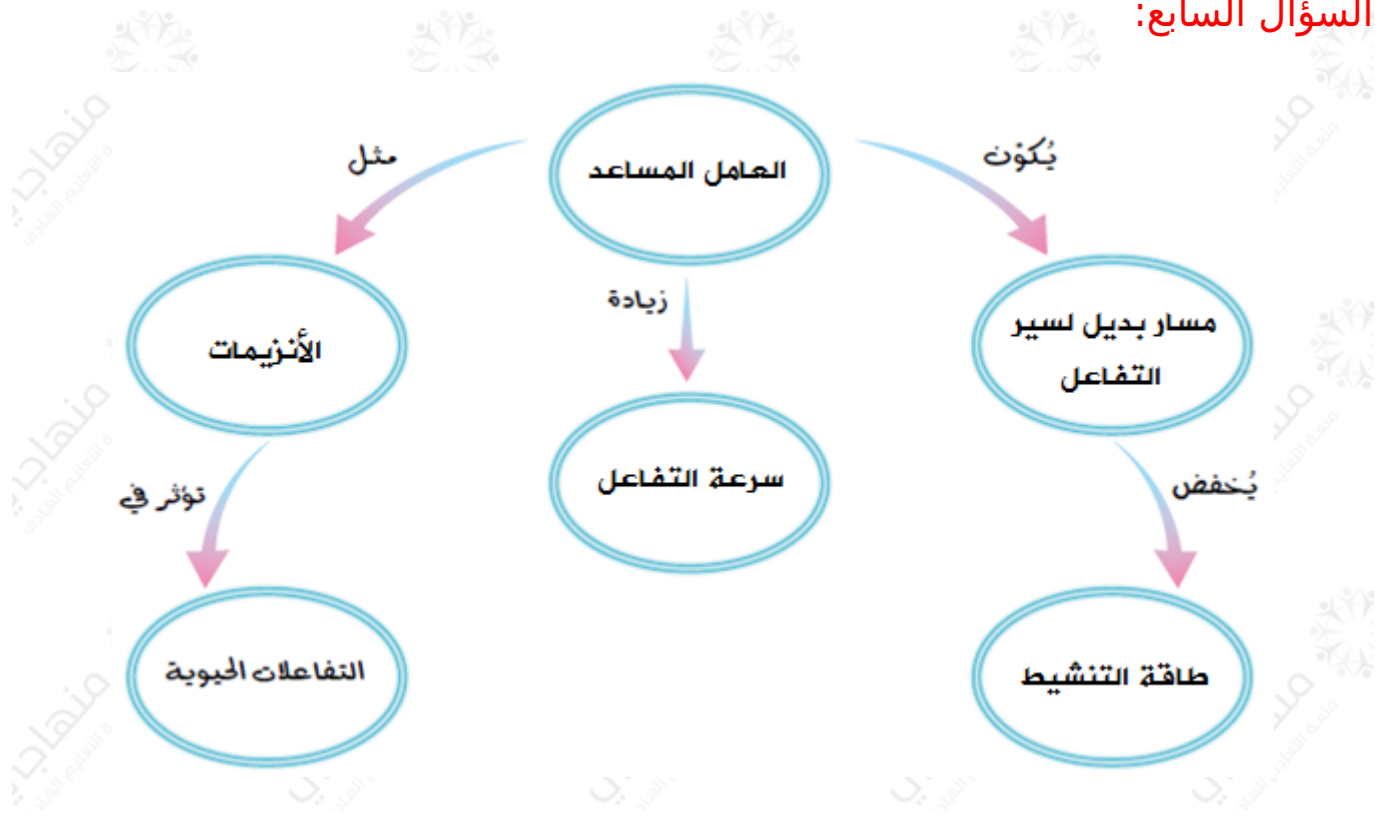 السؤال السابع:
العامل المساعد
يُكوّن
مثل
زيادة
مسار بديل لسير
التفاعل
الأنزيمات
سرعة التفاعل
يُخفض
تؤثر في
طاقة التنشيط
التفاعلات الحيوية